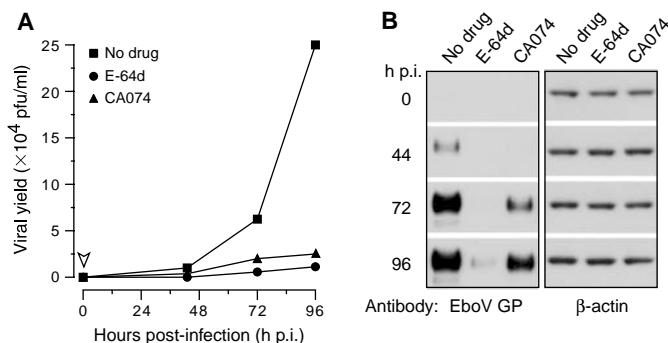 A
Viral yield (×10⁴ pfu/ml)
25
20
15
10
5
0
No drug
E-64d
CA074
0 24 48 72 96
Hours post-infection (h p.i.)
B
No drug E-64d CA074 No drug E-64d CA074
h p.i.
0
44
72
96
Antibody: EboV GP β-actin